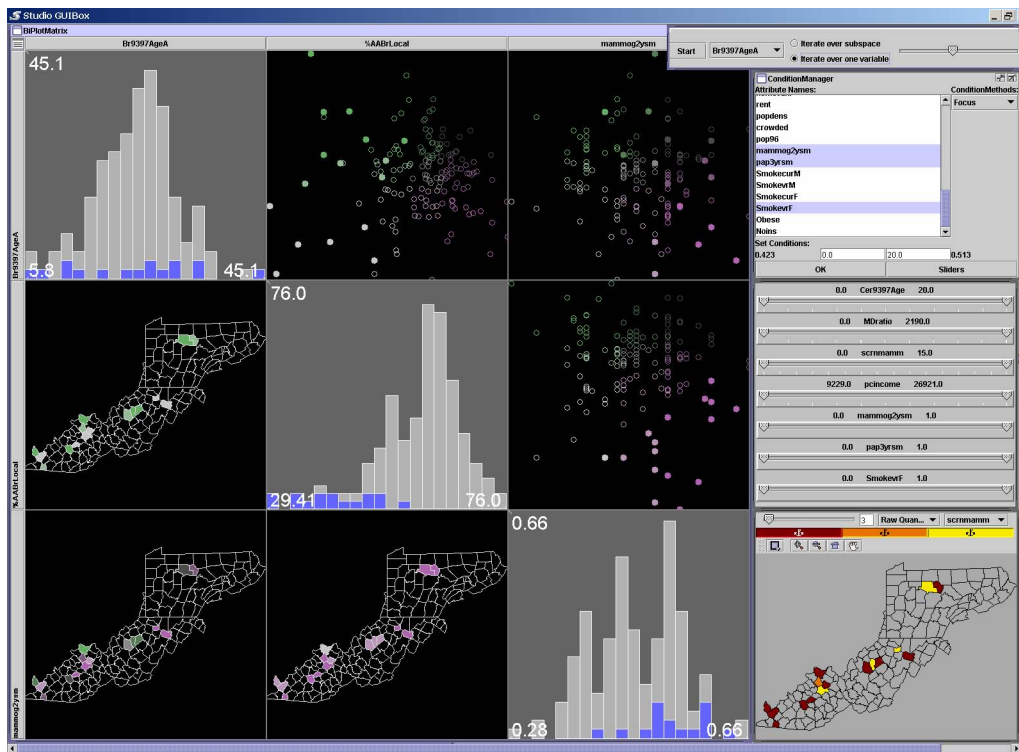 Studio GUIBox
BiPlotMatrix
Br9397AgeA
%AABrLocal
mammog2ysm
Start
Br9397AgeA
Iterate over subspace
Iterate over one variable
45.1
5.8
45.1
Br9397AgeA
ConditionManager
Attribute Names:
ConditionMethods:
rent
popdens
crowded
pop96
mammog2ysm
pap3yrsm
SmokecurM
SmokevrM
SmokecurF
SmokevrF
Obese
Noins
Focus
Set Conditions:
0.423
0.0
20.0
0.513
OK
Sliders
76.0
29.41
76.0
%AABrLocal
0.0 Cer9397Age 20.0
0.0 MDratio 2190.0
0.0 scrnmamm 15.0
9229.0 pcincome 26921.0
0.0 mammog2ysm 1.0
0.0 pap3yrsm 1.0
0.0 SmokevrF 1.0
0.66
0.28
0.66
mammog2ysm
3
Raw Quan...
scrnmamm